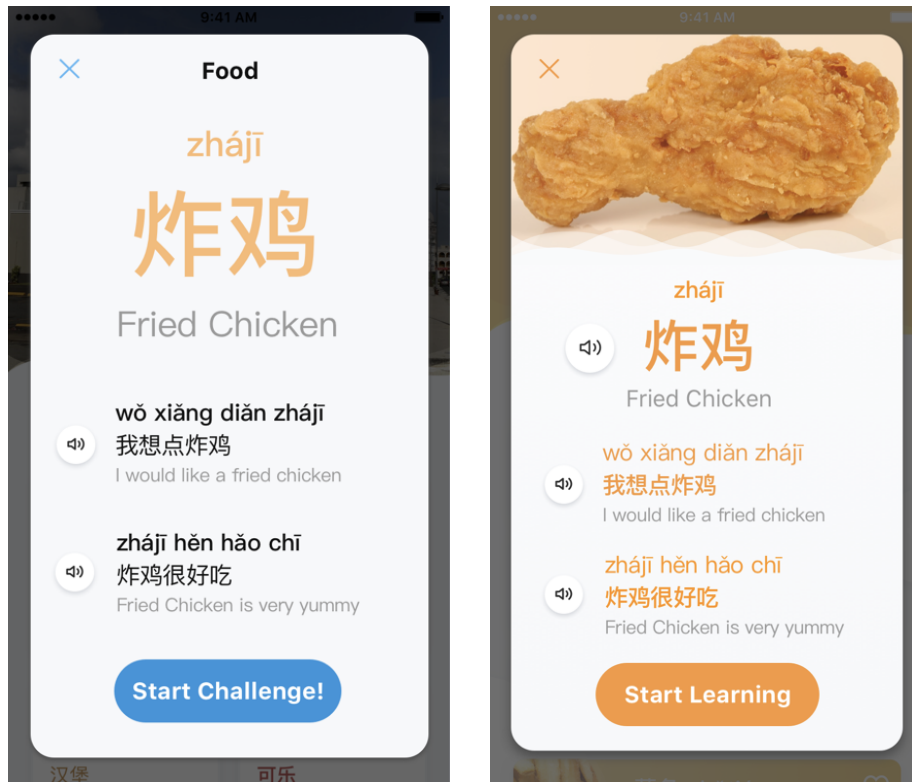 9:41 AM
Food
zhájī
炸鸡
Fried Chicken
wǒ xiǎng diǎn zhájī
我想点炸鸡
I would like a fried chicken
zhájī hěn hǎo chī
炸鸡很好吃
Fried Chicken is very yummy
Start Challenge!
汉堡
可乐
9:41 AM
zhájī
炸鸡
Fried Chicken
wǒ xiǎng diǎn zhájī
我想点炸鸡
I would like a fried chicken
zhájī hěn hǎo chī
炸鸡很好吃
Fried Chicken is very yummy
Start Learning